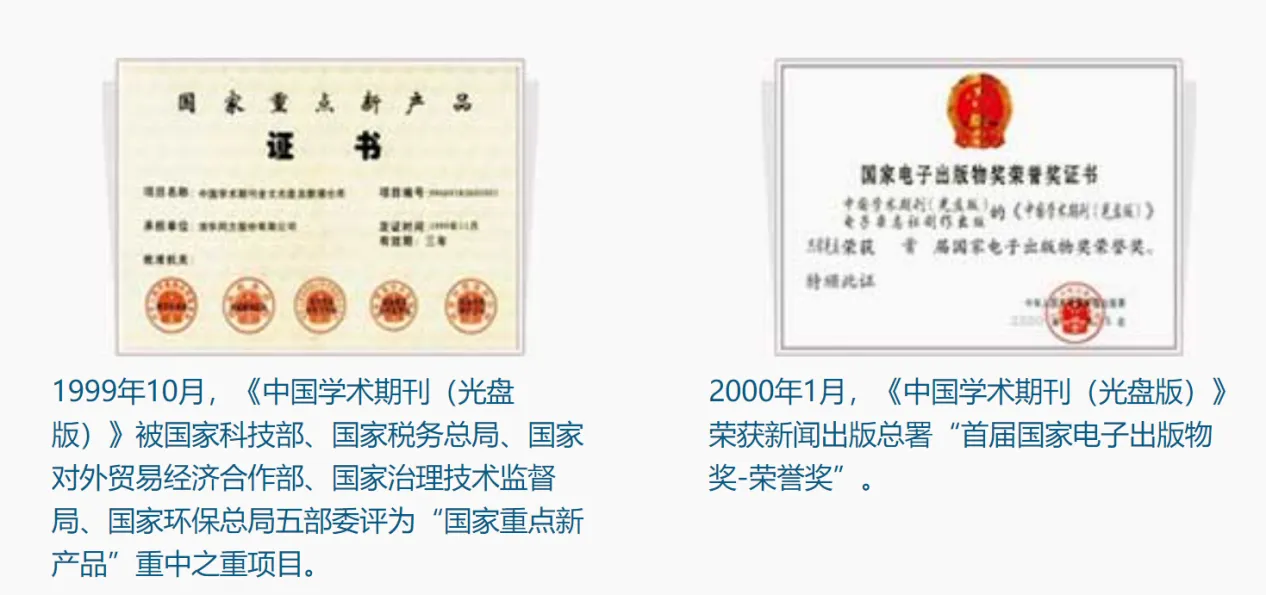 国家重点新产品
证书
项目名称：中国学术期刊全文光盘及数据仓库
项目编号：
承担单位：清华同方股份有限公司
发证时间：1999年11月
有效期：三年
批准机关：
1999年10月，《中国学术期刊（光盘
版）》被国家科技部、国家税务总局、国家
对外贸易经济合作部、国家治理技术监督
局、国家环保总局五部委评为“国家重点新
产品”重中之重项目。
国家电子出版物奖荣誉奖证书
中国学术期刊（光盘版）
电子杂志社制作出版
的《中国学术期刊（光盘版）》
荣获 首 届国家电子出版物奖荣誉奖。
特颁此证
2000年1月，《中国学术期刊（光盘版）》
荣获新闻出版总署“首届国家电子出版物
奖-荣誉奖”。